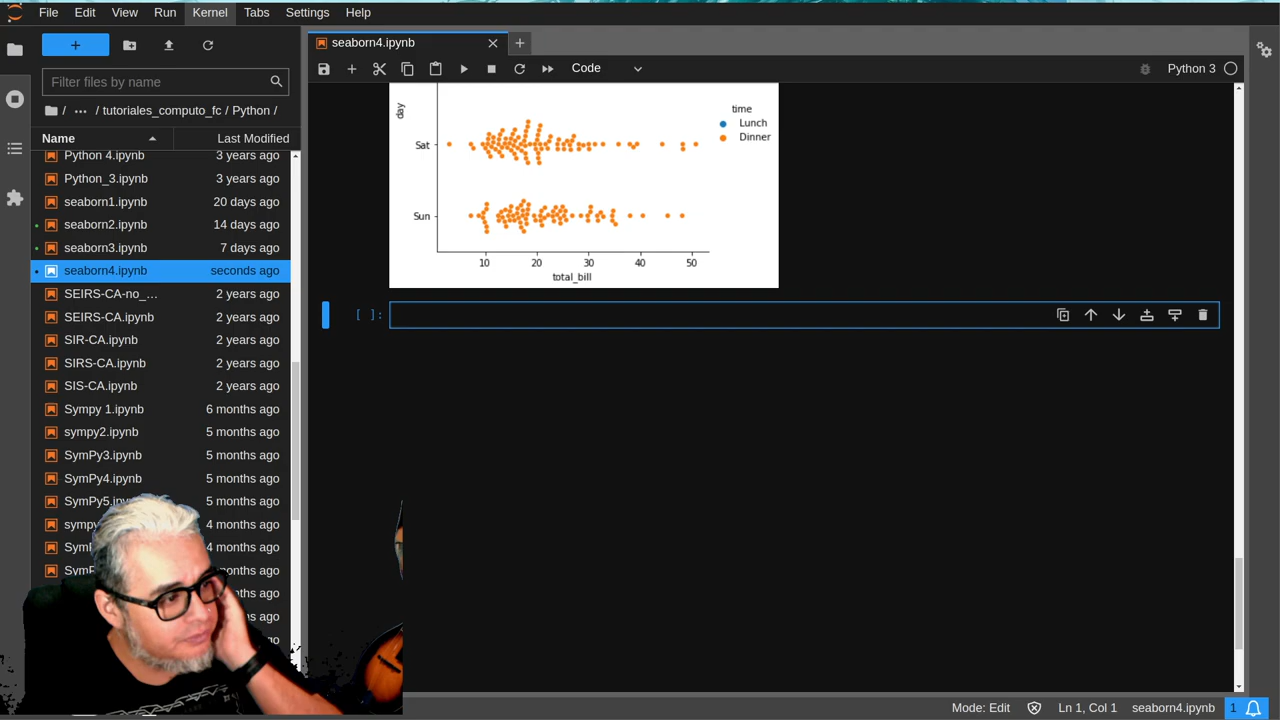 File Edit View Run Kernel Tabs Settings Help
seaborn4.ipynb
Filter files by name
Code
Python 3
/ ··· / tutoriales_computo_fc / Python /
Name Last Modified
Python 4.ipynb 3 years ago
Python_3.ipynb 3 years ago
seaborn1.ipynb 20 days ago
seaborn2.ipynb 14 days ago
seaborn3.ipynb 7 days ago
seaborn4.ipynb seconds ago
SEIRS-CA-no_... 2 years ago
SEIRS-CA.ipynb 2 years ago
SIR-CA.ipynb 2 years ago
SIRS-CA.ipynb 2 years ago
SIS-CA.ipynb 2 years ago
Sympy 1.ipynb 6 months ago
sympy2.ipynb 5 months ago
SymPy3.ipynb 5 months ago
SymPy4.ipynb 5 months ago
SymPy5.ipynb 5 months ago
4 months ago
4 months ago
ago
ago
day
time
Lunch
Dinner
Sat
Sun
10 20 30 40 50
total_bill
[ ]:
Mode: Edit Ln 1, Col 1 seaborn4.ipynb 1